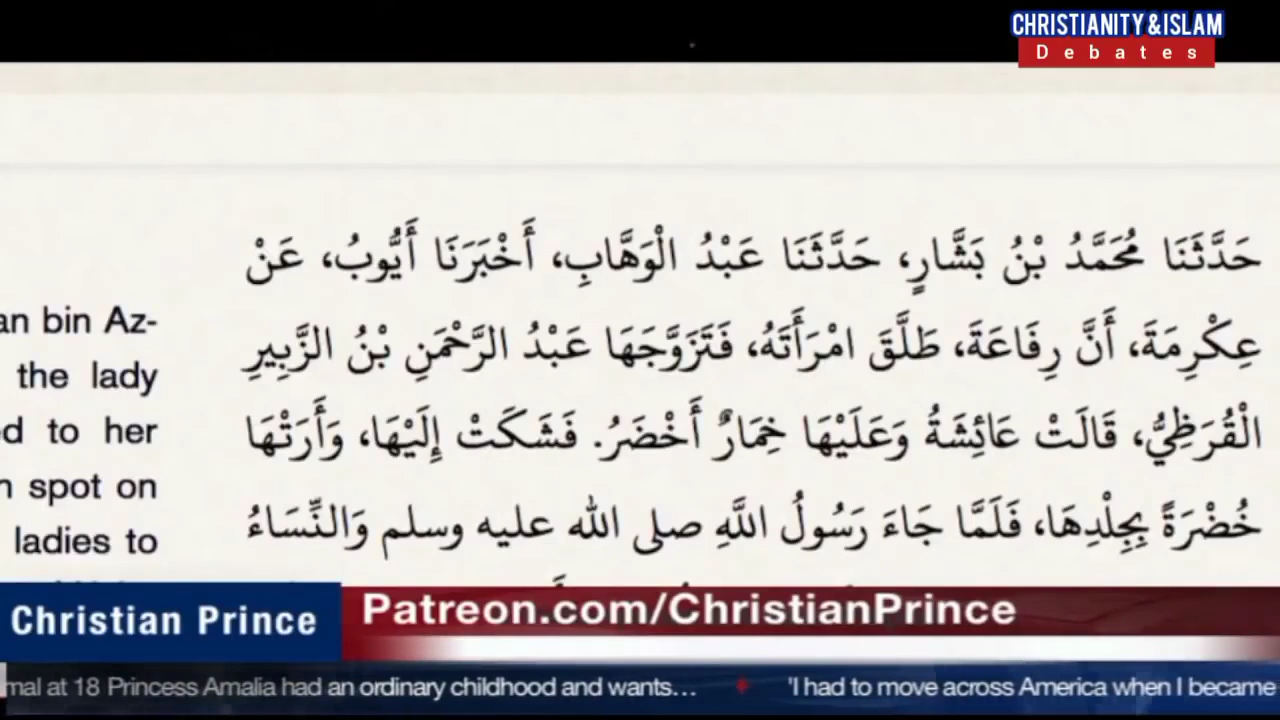 CHRISTIANITY & ISLAM
Debates
حَدَّثَنَا مُحَمَّدُ بْنُ بَشَّارٍ، حَدَّثَنَا عَبْدُ الْوَهَّابِ، أَخْبَرَنَا أَيُّوبُ، عَنْ
عِكْرِمَةَ، أَنَّ رِفَاعَةَ، طَلَّقَ امْرَأَتَهُ، فَتَزَوَّجَهَا عَبْدُ الرَّحْمَنِ بْنُ الزَّبِيرِ
الْقُرَظِيُّ، قَالَتْ عَائِشَةُ وَعَلَيْهَا خِمَارٌ أَخْضَرُ. فَشَكَتْ إِلَيْهَا، وَأَرَتْهَا
خُضْرَةً بِجِلْدِهَا، فَلَمَّا جَاءَ رَسُولُ اللَّهِ صلى الله عليه وسلم وَالنِّسَاءُ
an bin Az-
the lady
ed to her
n spot on
ladies to
Christian Prince
Patreon.com/ChristianPrince
mal at 18 Princess Amalia had an ordinary childhood and wants... 'I had to move across America when I became